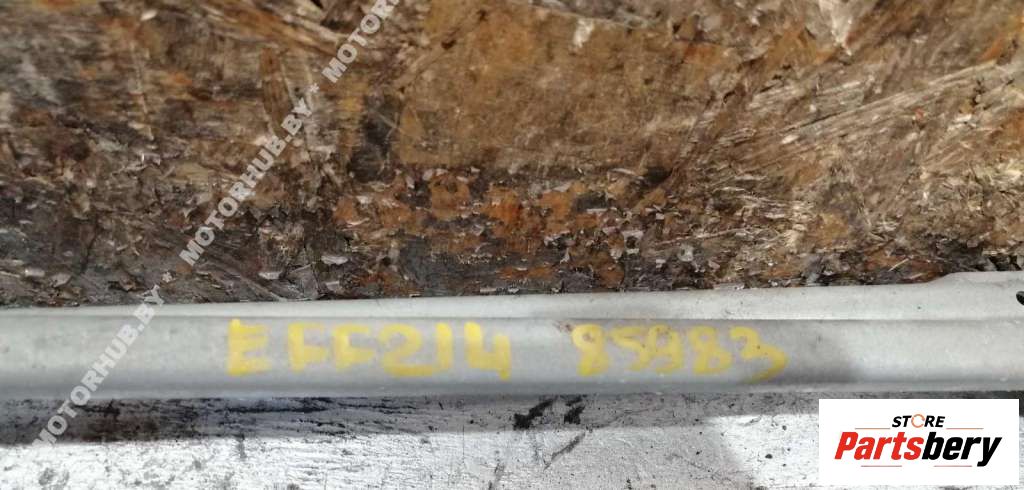 MOTORHUB.BY * MOTORHUB.BY
MOTORHUB.BY
EFF214 85983
STORE
Partsbery